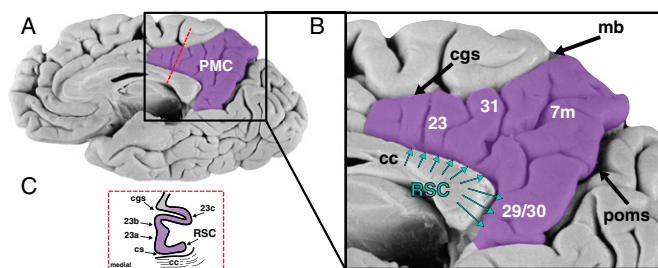 A
PMC
B
mb
cgs
31
23
7m
cc
RSC
29/30
poms
C
cgs
23c
23b
RSC
23a
cs
cc
medial